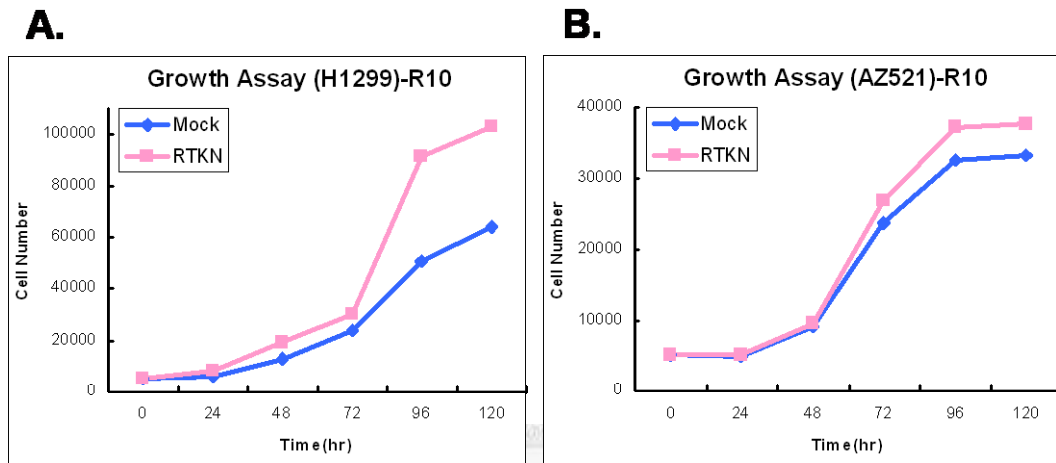 A.
Growth Assay (H1299)-R10
Mock
RTKN
100000
80000
60000
40000
20000
0
Cell Number
0 24 48 72 96 120
Time(hr)
B.
Growth Assay (AZ521)-R10
Mock
RTKN
40000
30000
20000
10000
0
Cell Number
0 24 48 72 96 120
Time(hr)